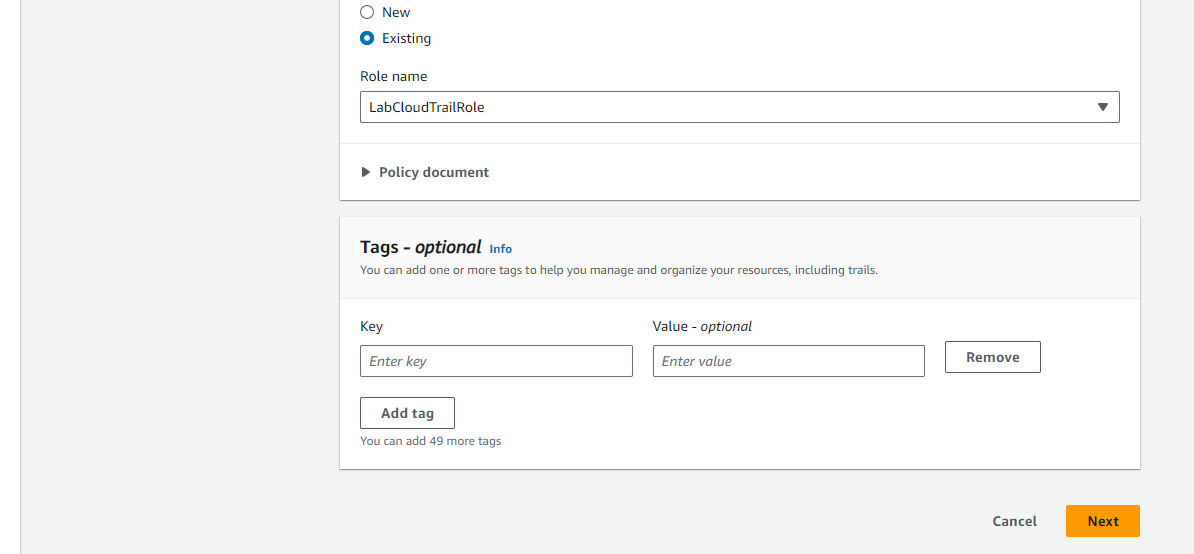 New
Existing
Role name
LabCloudTrailRole
Policy document
Tags - optional Info
You can add one or more tags to help you manage and organize your resources, including trails.
Key Value - optional
Enter key Enter value Remove
Add tag
You can add 49 more tags
Cancel Next